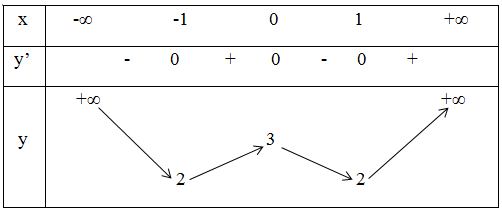 x -∞ -1 0 1 +∞
y’ - 0 + 0 - 0 +
+∞ +∞
y 3
2 2